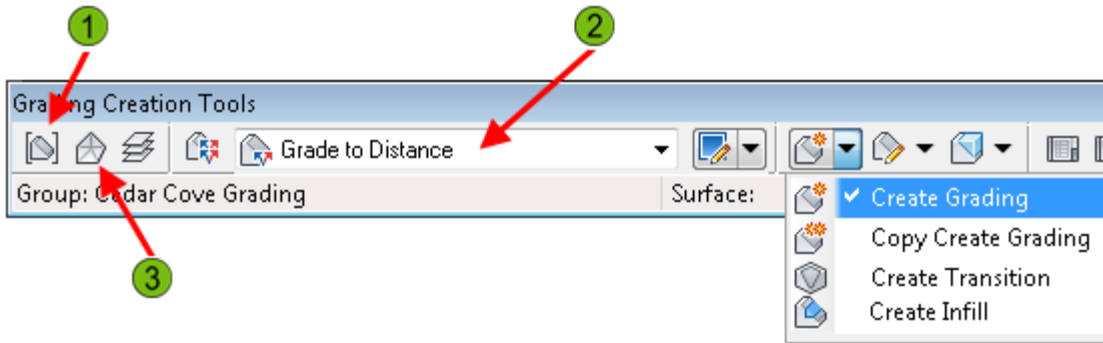 1
2
Grading Creation Tools
Grade to Distance
Group: Cedar Cove Grading
Surface:
Create Grading
Copy Create Grading
Create Transition
Create Infill
3